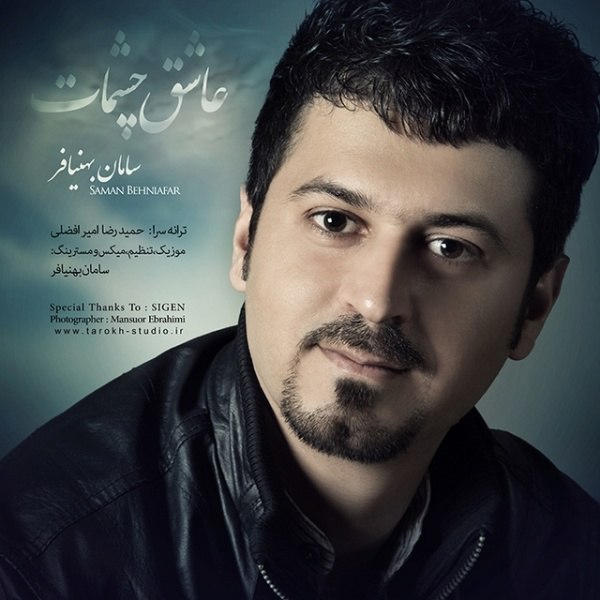 عاشق چشمات
سامان بهنیافر
SAMAN BEHNIAFAR
ترانه سرا: حمید رضا امیر افضلی
موزیک،تنظیم،میکس و مسترینگ:
سامان بهنیافر
Special Thanks To : SIGEN
Photographer : Mansuor Ebrahimi
www.tarokh-studio.ir